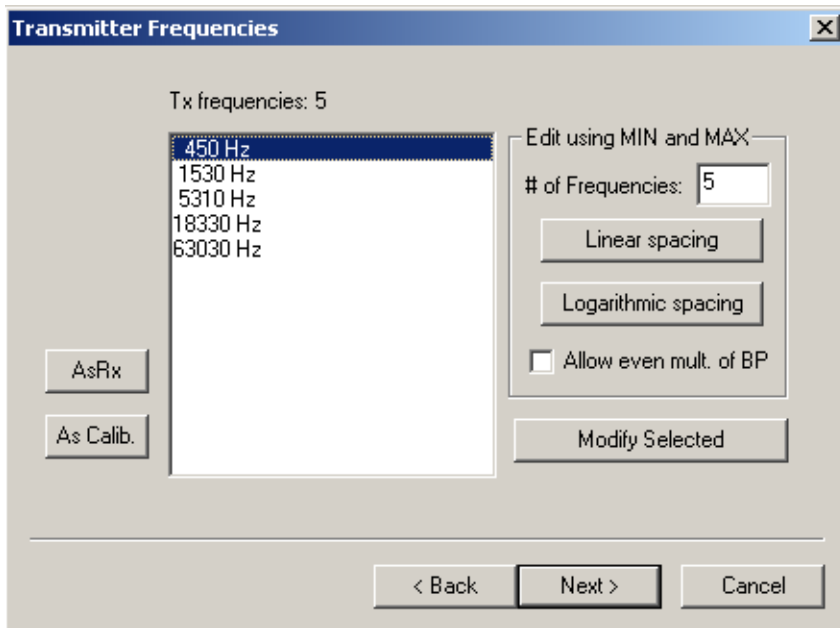 Transmitter Frequencies
Tx frequencies: 5
450 Hz
1530 Hz
5310 Hz
18330 Hz
63030 Hz
AsRx
As Calib.
Edit using MIN and MAX
# of Frequencies: 5
Linear spacing
Logarithmic spacing
Allow even mult. of BP
Modify Selected
< Back
Next >
Cancel